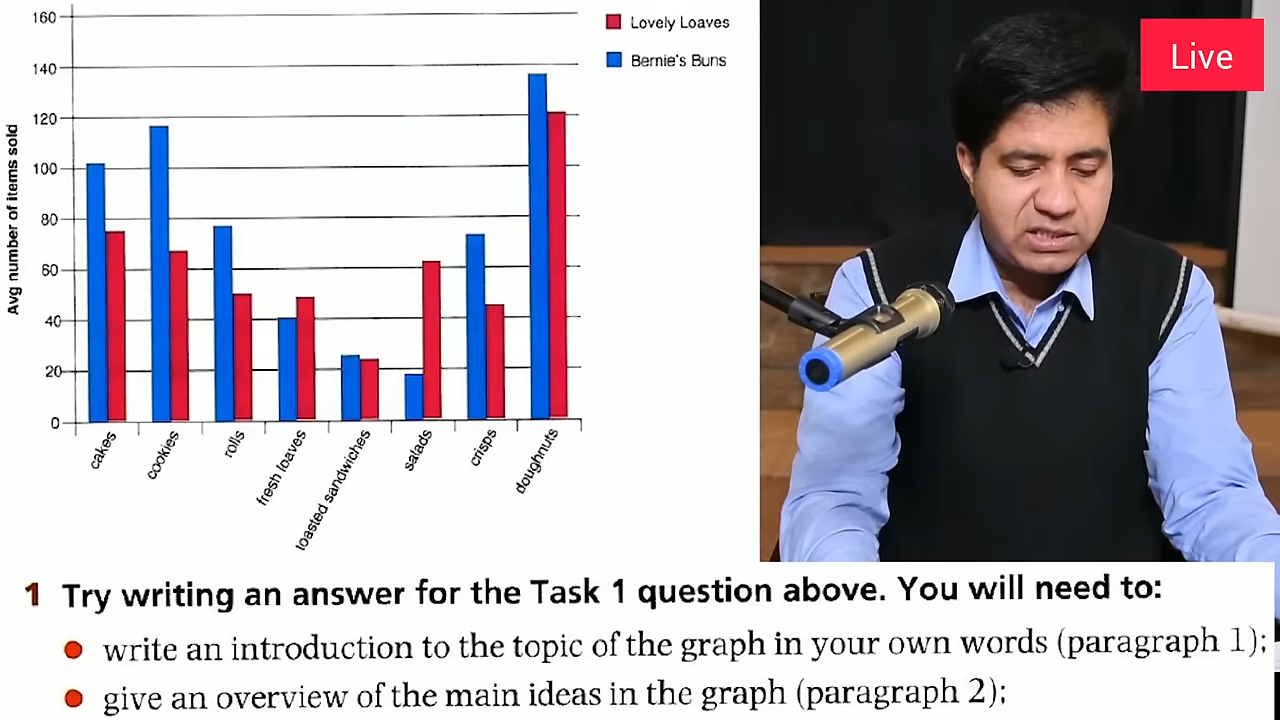 160
140
120
100
80
60
40
20
0
Avg number of items sold
cakes
cookies
rolls
fresh loaves
toasted sandwiches
salads
crisps
doughnuts
Lovely Loaves
Bernie's Buns
Live
1 Try writing an answer for the Task 1 question above. You will need to:
● write an introduction to the topic of the graph in your own words (paragraph 1);
● give an overview of the main ideas in the graph (paragraph 2);